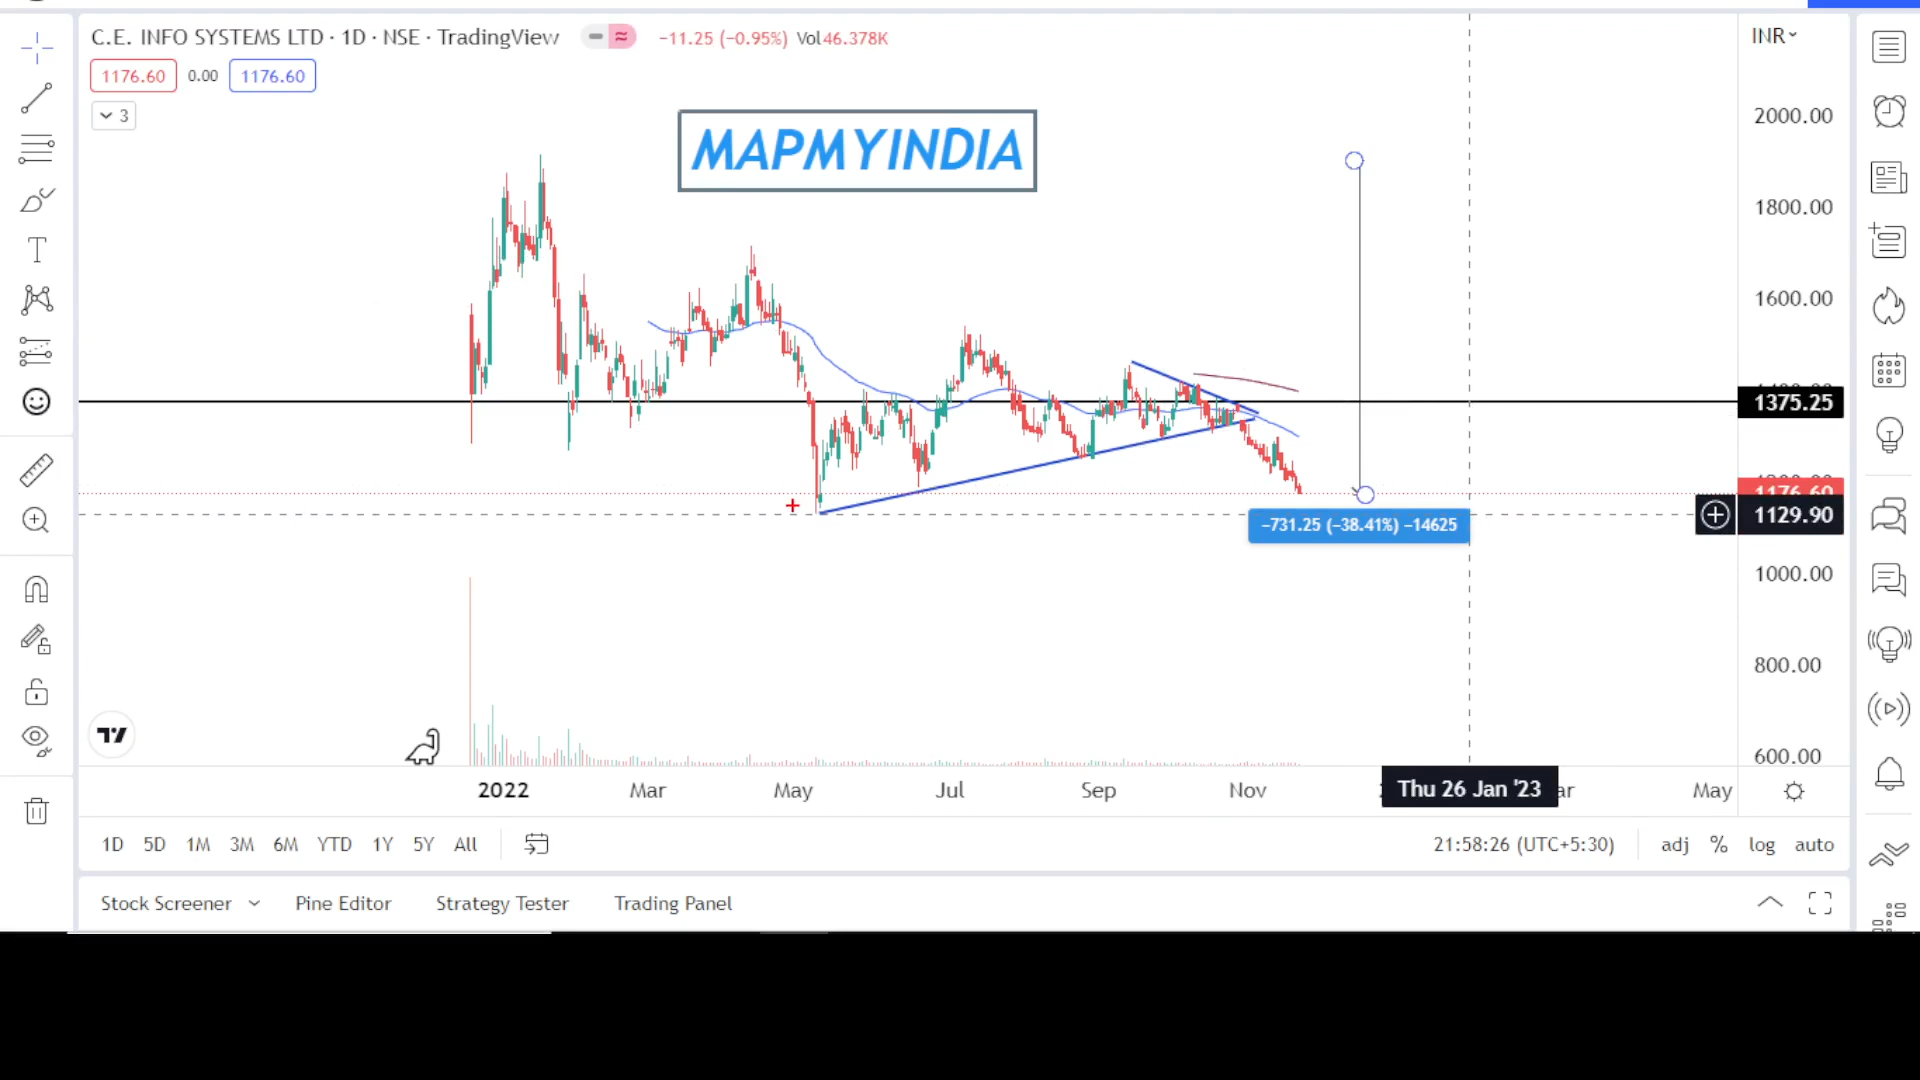 C.E. INFO SYSTEMS LTD · 1D · NSE · TradingView −11.25 (−0.95%) Vol46.378K
INR
1176.60 0.00 1176.60
3
MAPMYINDIA
2000.00
1800.00
1600.00
1375.25
1176.60
1129.90
−731.25 (−38.41%) −14625
1000.00
800.00
600.00
2022 Mar May Jul Sep Nov Thu 26 Jan '23 May
1D 5D 1M 3M 6M YTD 1Y 5Y All 21:58:26 (UTC+5:30) adj % log auto
Stock Screener Pine Editor Strategy Tester Trading Panel